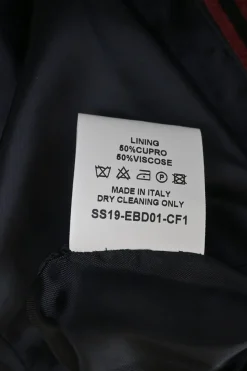 LINING
50%CUPRO
50%VISCOSE
MADE IN ITALY
DRY CLEANING ONLY
SS19-EBD01-CF1